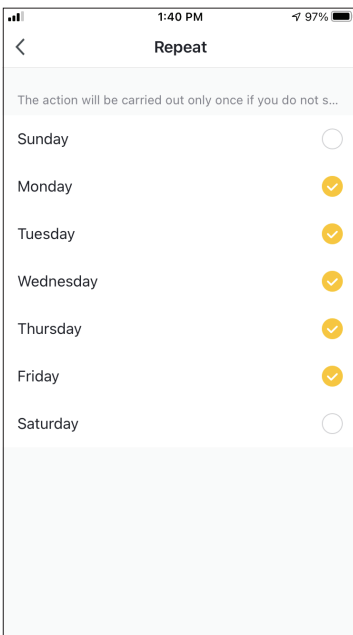 1:40 PM
97%
Repeat
The action will be carried out only once if you do not s...
Sunday
Monday
Tuesday
Wednesday
Thursday
Friday
Saturday